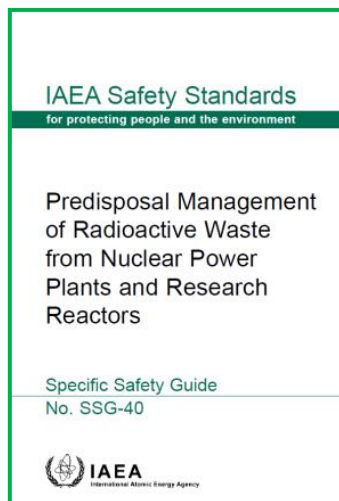 IAEA Safety Standards
for protecting people and the environment
Predisposal Management
of Radioactive Waste
from Nuclear Power
Plants and Research
Reactors
Specific Safety Guide
No. SSG-40
IAEA
International Atomic Energy Agency